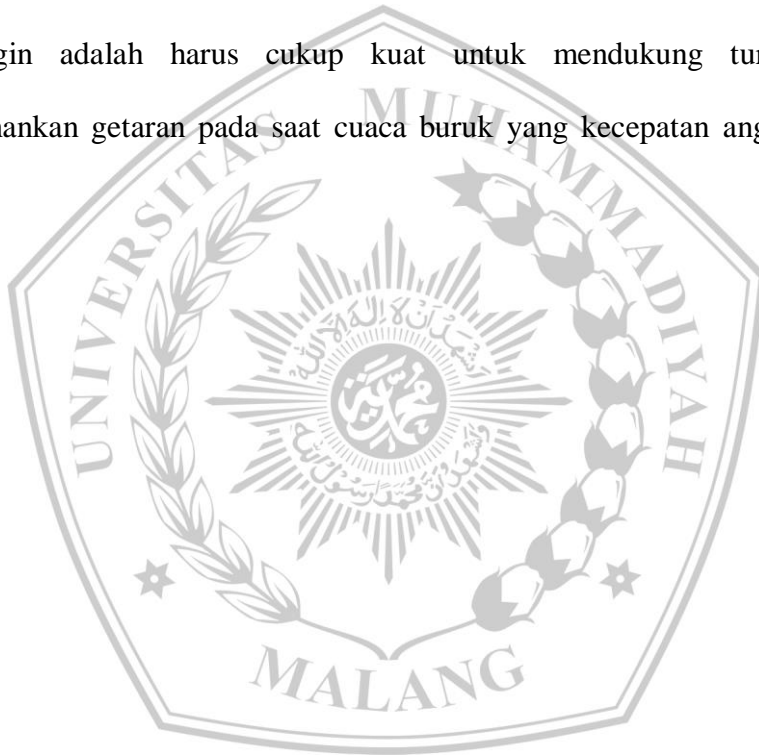 gin adalah harus cukup kuat untuk mendukung tur
nankan getaran pada saat cuaca buruk yang kecepatan ang
UNIVERSITAS MUHAMMADIYAH
MALANG